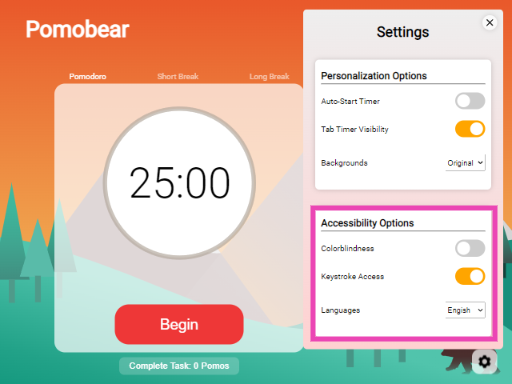 Pomobear
Settings
Pomodoro Short Break Long Break
Personalization Options
Auto-Start Timer
Tab Timer Visibility
Backgrounds Original
25:00
Accessibility Options
Colorblindness
Keystroke Access
Languages Engish
Begin
Complete Task: 0 Pomos